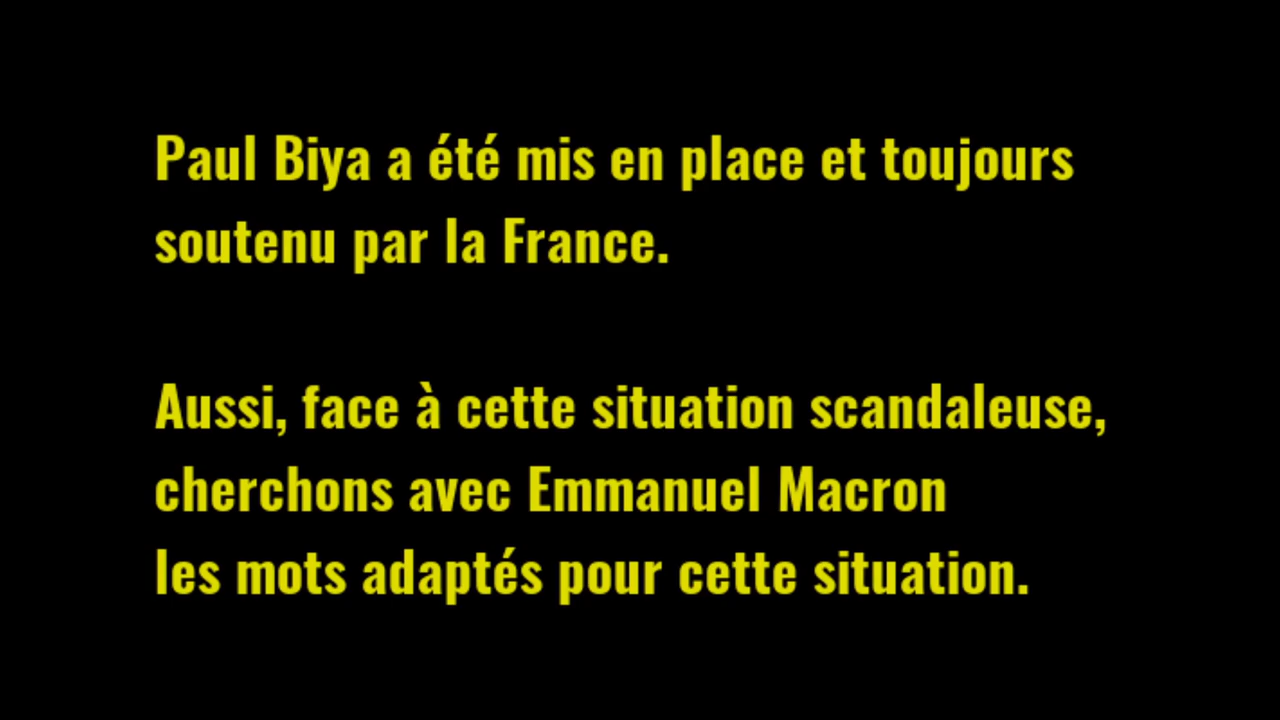 Paul Biya a été mis en place et toujours
soutenu par la France.
Aussi, face à cette situation scandaleuse,
cherchons avec Emmanuel Macron
les mots adaptés pour cette situation.